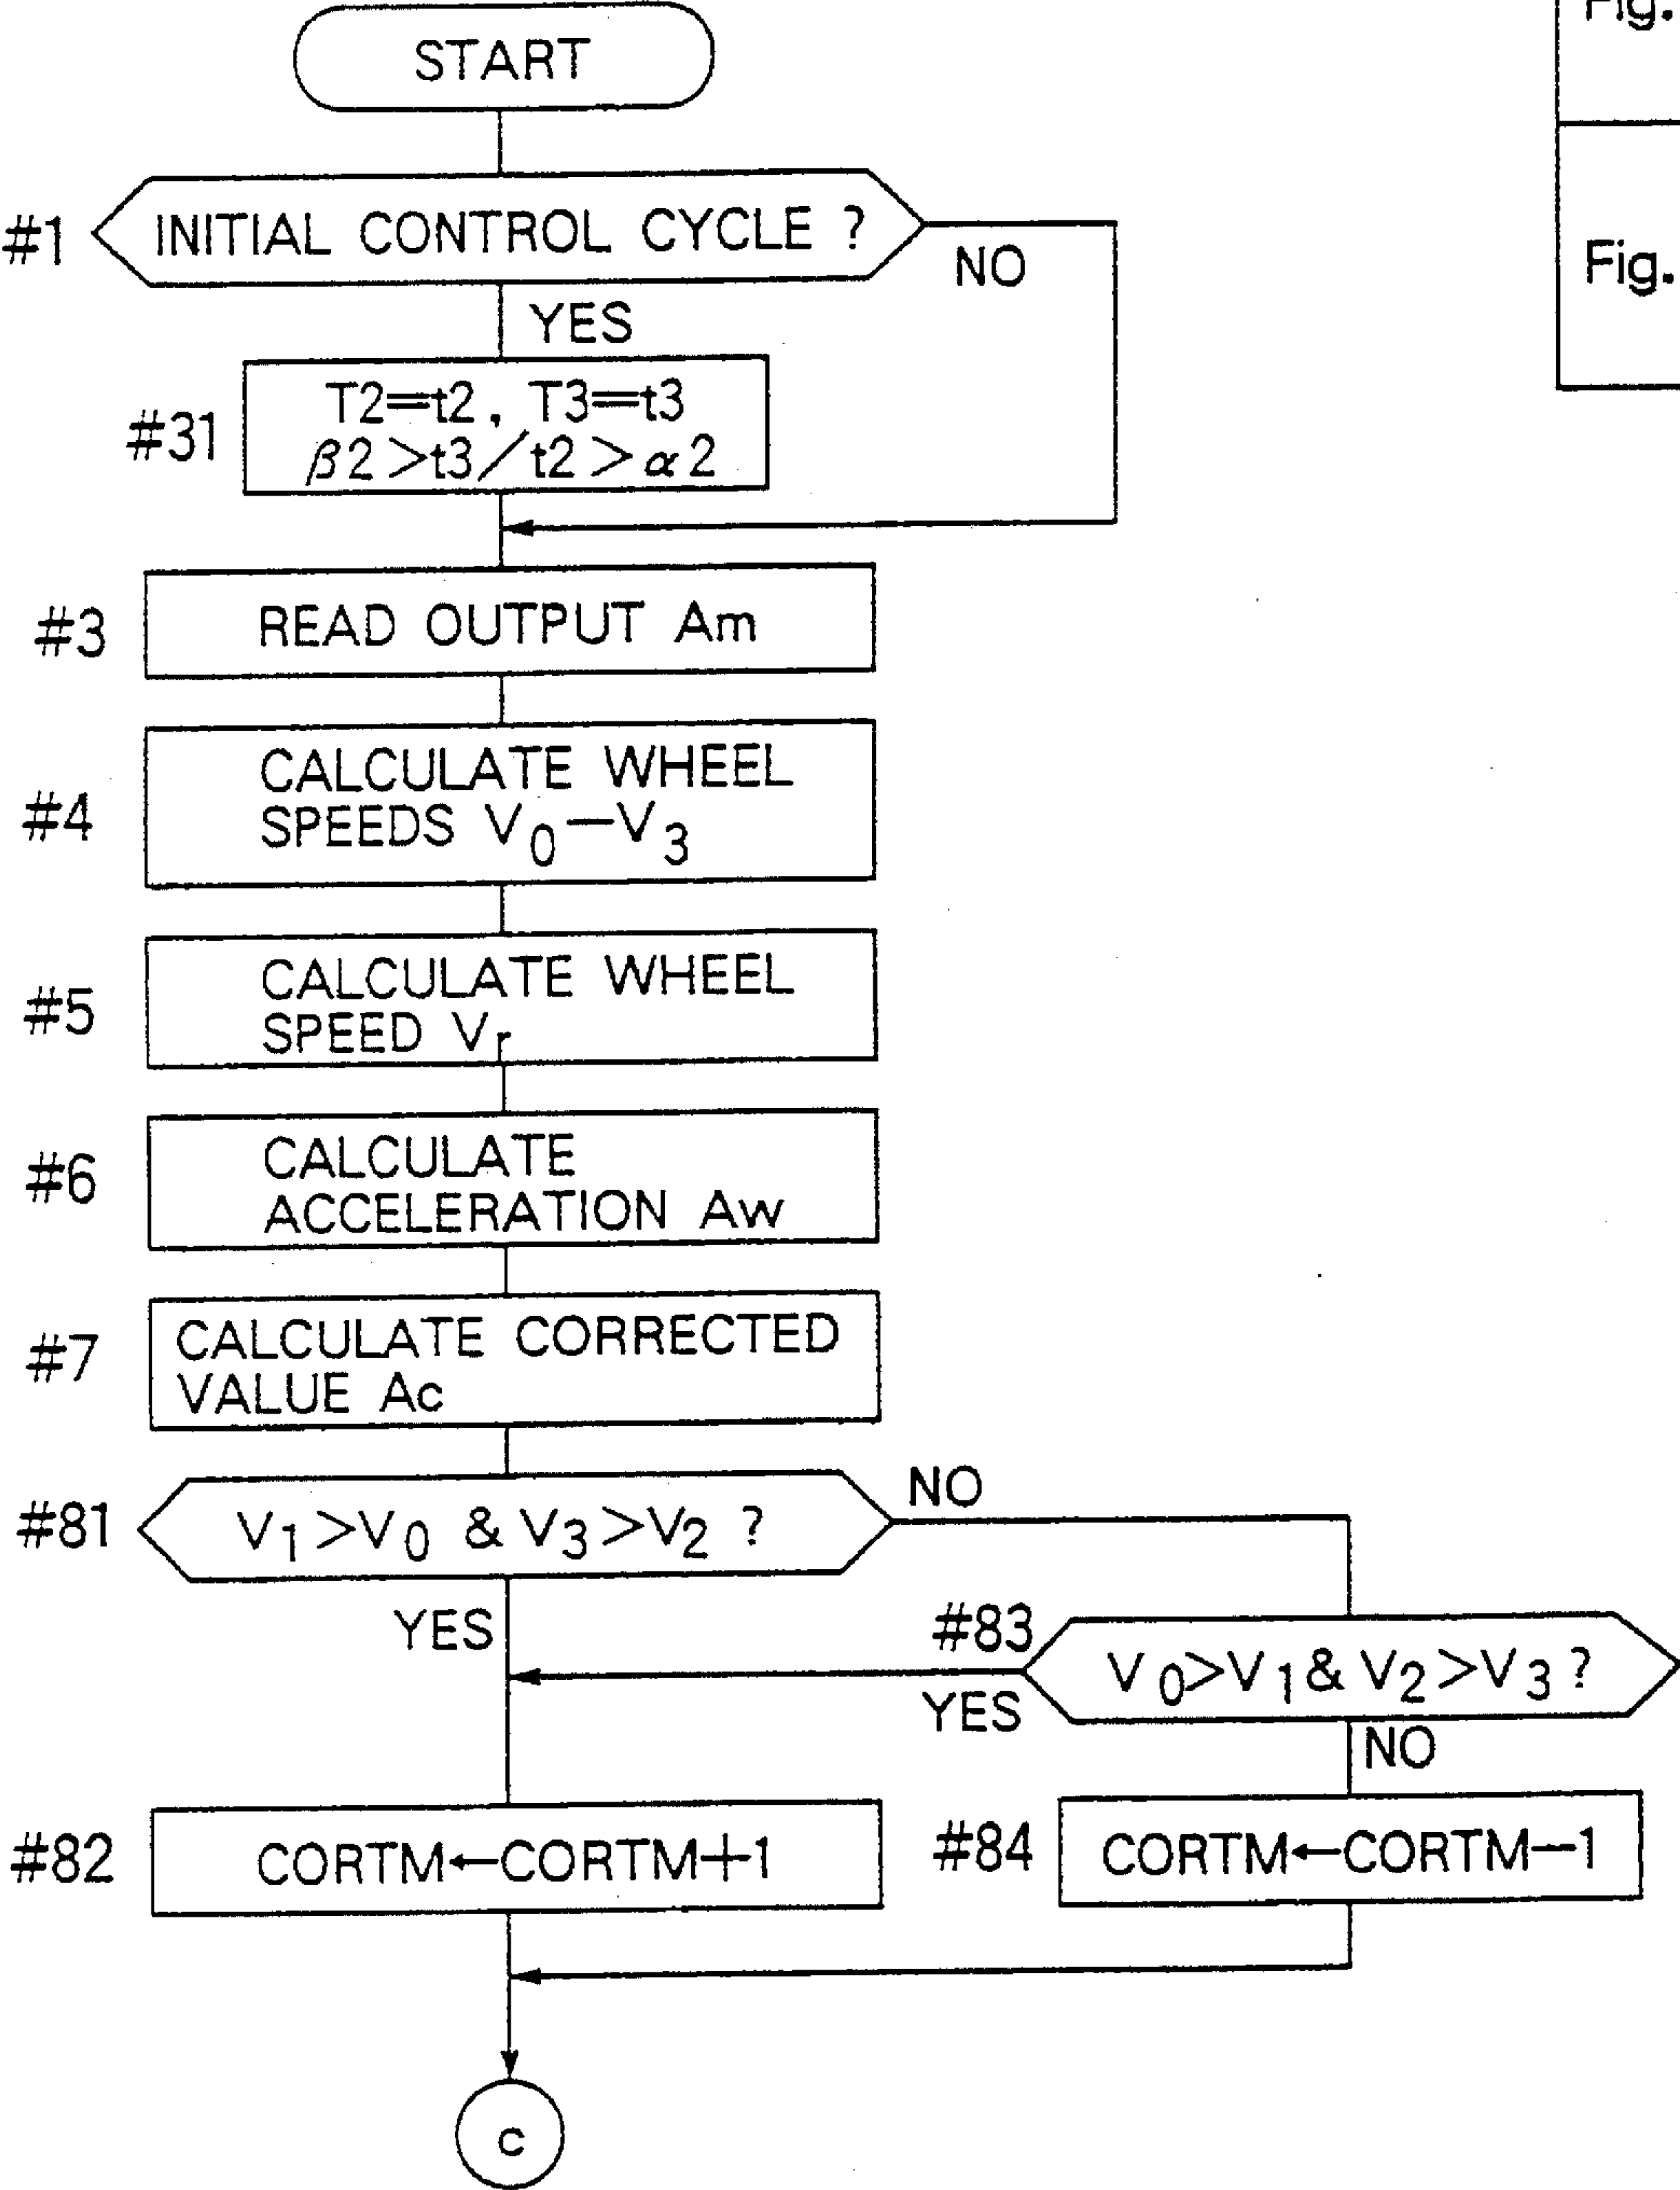 Fig.
Fig.
START
#1 INITIAL CONTROL CYCLE ?
NO
YES
#31 T2=t2, T3=t3
β2>t3/t2>α2
#3 READ OUTPUT Am
#4 CALCULATE WHEEL
SPEEDS V₀−V₃
#5 CALCULATE WHEEL
SPEED Vr
#6 CALCULATE
ACCELERATION Aw
#7 CALCULATE CORRECTED
VALUE Ac
#81 V₁>V₀ & V₃>V₂ ?
NO
YES
#83 V₀>V₁ & V₂>V₃ ?
YES
NO
#82 CORTM←CORTM+1
#84 CORTM←CORTM−1
c